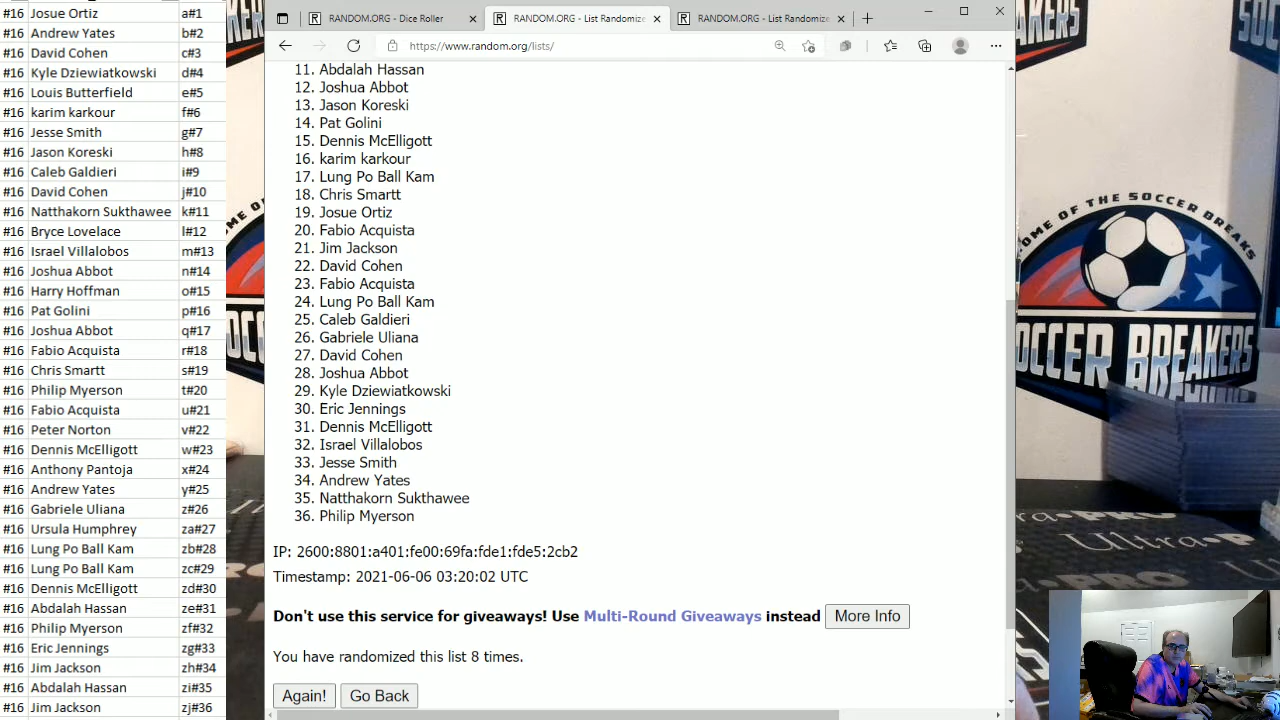 #16 Josue Ortiz a#1
#16 Andrew Yates b#2
#16 David Cohen c#3
#16 Kyle Dziewiatkowski d#4
#16 Louis Butterfield e#5
#16 karim karkour f#6
#16 Jesse Smith g#7
#16 Jason Koreski h#8
#16 Caleb Galdieri i#9
#16 David Cohen j#10
#16 Natthakorn Sukthawee k#11
#16 Bryce Lovelace l#12
#16 Israel Villalobos m#13
#16 Joshua Abbot n#14
#16 Harry Hoffman o#15
#16 Pat Golini p#16
#16 Joshua Abbot q#17
#16 Fabio Acquista r#18
#16 Chris Smartt s#19
#16 Philip Myerson t#20
#16 Fabio Acquista u#21
#16 Peter Norton v#22
#16 Dennis McElligott w#23
#16 Anthony Pantoja x#24
#16 Andrew Yates y#25
#16 Gabriele Uliana z#26
#16 Ursula Humphrey za#27
#16 Lung Po Ball Kam zb#28
#16 Lung Po Ball Kam zc#29
#16 Dennis McElligott zd#30
#16 Abdalah Hassan ze#31
#16 Philip Myerson zf#32
#16 Eric Jennings zg#33
#16 Jim Jackson zh#34
#16 Abdalah Hassan zi#35
#16 Jim Jackson zj#36
RANDOM.ORG - Dice Roller
RANDOM.ORG - List Randomize
RANDOM.ORG - List Randomize
https://www.random.org/lists/
11. Abdalah Hassan
12. Joshua Abbot
13. Jason Koreski
14. Pat Golini
15. Dennis McElligott
16. karim karkour
17. Lung Po Ball Kam
18. Chris Smartt
19. Josue Ortiz
20. Fabio Acquista
21. Jim Jackson
22. David Cohen
23. Fabio Acquista
24. Lung Po Ball Kam
25. Caleb Galdieri
26. Gabriele Uliana
27. David Cohen
28. Joshua Abbot
29. Kyle Dziewiatkowski
30. Eric Jennings
31. Dennis McElligott
32. Israel Villalobos
33. Jesse Smith
34. Andrew Yates
35. Natthakorn Sukthawee
36. Philip Myerson
IP: 2600:8801:a401:fe00:69fa:fde1:fde5:2cb2
Timestamp: 2021-06-06 03:20:02 UTC
Don't use this service for giveaways! Use Multi-Round Giveaways instead More Info
You have randomized this list 8 times.
Again! Go Back
OME OF THE SOCCER BREAKS
SOCCER BREAKERS
Ultra